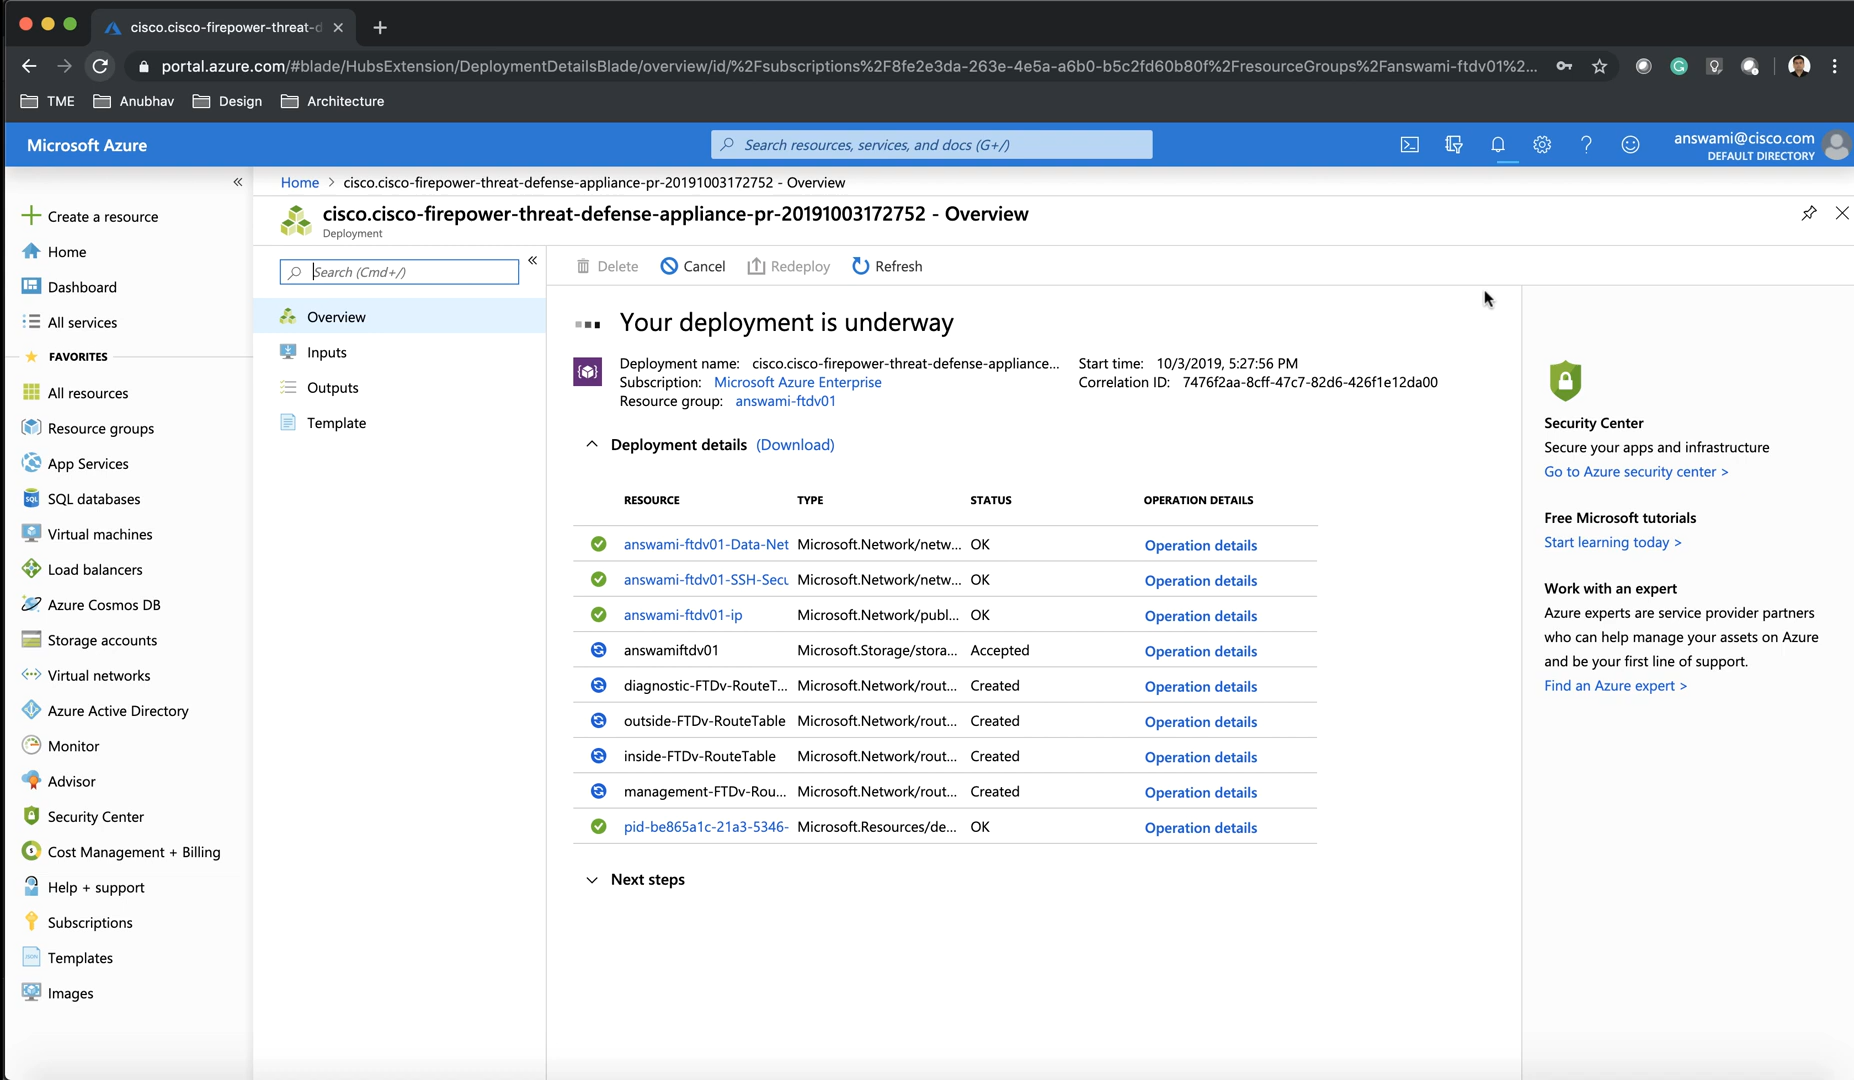 cisco.cisco-firepower-threat-d
portal.azure.com/#blade/HubsExtension/DeploymentDetailsBlade/overview/id/%2Fsubscriptions%2F8fe2e3da-263e-4e5a-a6b0-b5c2fd60b80f%2FresourceGroups%2Fanswami-ftdv01%2...
TME Anubhav Design Architecture
Microsoft Azure
Search resources, services, and docs (G+/)
answami@cisco.com
DEFAULT DIRECTORY
Create a resource
Home
Dashboard
All services
FAVORITES
All resources
Resource groups
App Services
SQL databases
Virtual machines
Load balancers
Azure Cosmos DB
Storage accounts
Virtual networks
Azure Active Directory
Monitor
Advisor
Security Center
Cost Management + Billing
Help + support
Subscriptions
Templates
Images
Home > cisco.cisco-firepower-threat-defense-appliance-pr-20191003172752 - Overview
cisco.cisco-firepower-threat-defense-appliance-pr-20191003172752 - Overview
Deployment
Search (Cmd+/)
Overview
Inputs
Outputs
Template
Delete Cancel Redeploy Refresh
Your deployment is underway
Deployment name: cisco.cisco-firepower-threat-defense-appliance... Start time: 10/3/2019, 5:27:56 PM
Subscription: Microsoft Azure Enterprise Correlation ID: 7476f2aa-8cff-47c7-82d6-426f1e12da00
Resource group: answami-ftdv01
Deployment details (Download)
RESOURCE TYPE STATUS OPERATION DETAILS
answami-ftdv01-Data-Net Microsoft.Network/netw... OK Operation details
answami-ftdv01-SSH-Secu Microsoft.Network/netw... OK Operation details
answami-ftdv01-ip Microsoft.Network/publ... OK Operation details
answamiftdv01 Microsoft.Storage/stora... Accepted Operation details
diagnostic-FTDv-RouteT... Microsoft.Network/rout... Created Operation details
outside-FTDv-RouteTable Microsoft.Network/rout... Created Operation details
inside-FTDv-RouteTable Microsoft.Network/rout... Created Operation details
management-FTDv-Rou... Microsoft.Network/rout... Created Operation details
pid-be865a1c-21a3-5346- Microsoft.Resources/de... OK Operation details
Next steps
Security Center
Secure your apps and infrastructure
Go to Azure security center >
Free Microsoft tutorials
Start learning today >
Work with an expert
Azure experts are service provider partners
who can help manage your assets on Azure
and be your first line of support.
Find an Azure expert >